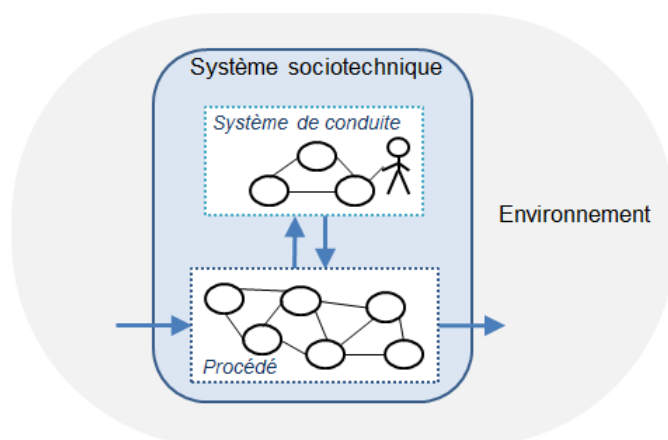 Système sociotechnique
Système de conduite
Environnement
Procédé